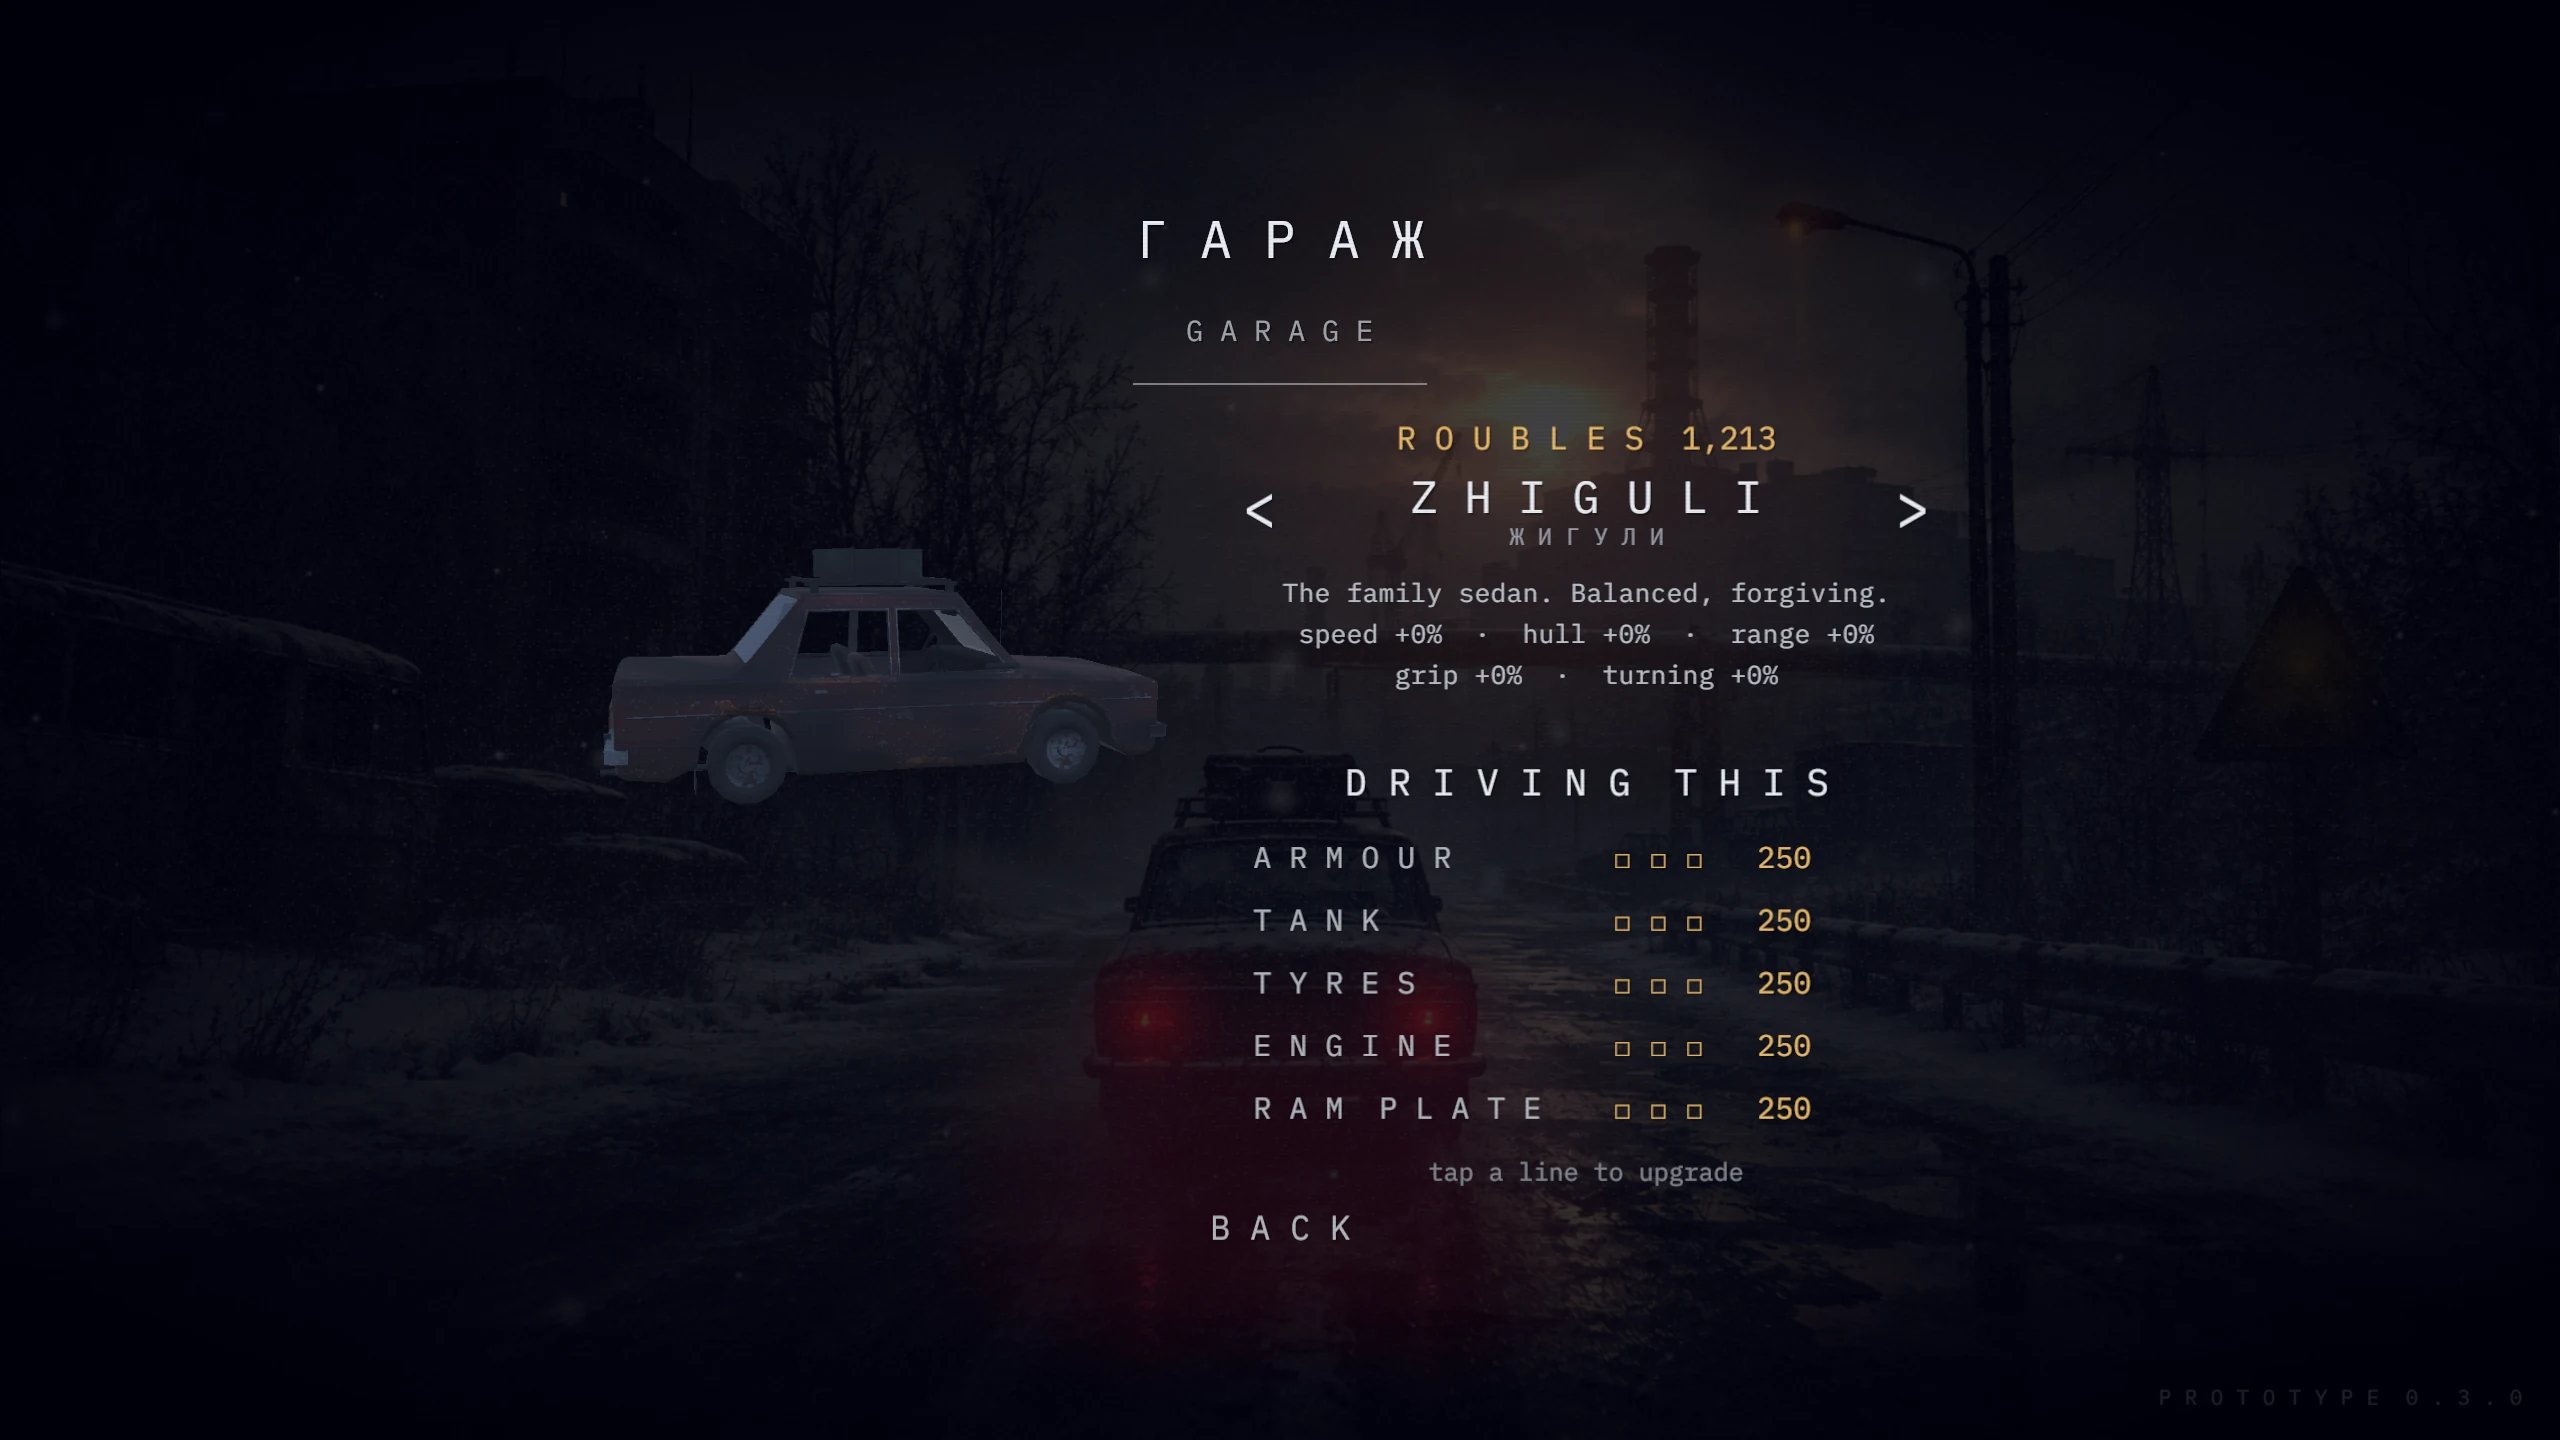 ГАРАЖ
GARAGE
ROUBLES 1,213
< ZHIGULI >
ЖИГУЛИ
The family sedan. Balanced, forgiving.
speed +0% · hull +0% · range +0%
grip +0% · turning +0%
DRIVING THIS
ARMOUR □ □ □ 250
TANK □ □ □ 250
TYRES □ □ □ 250
ENGINE □ □ □ 250
RAM PLATE □ □ □ 250
tap a line to upgrade
BACK
PROTOTYPE 0.3.0